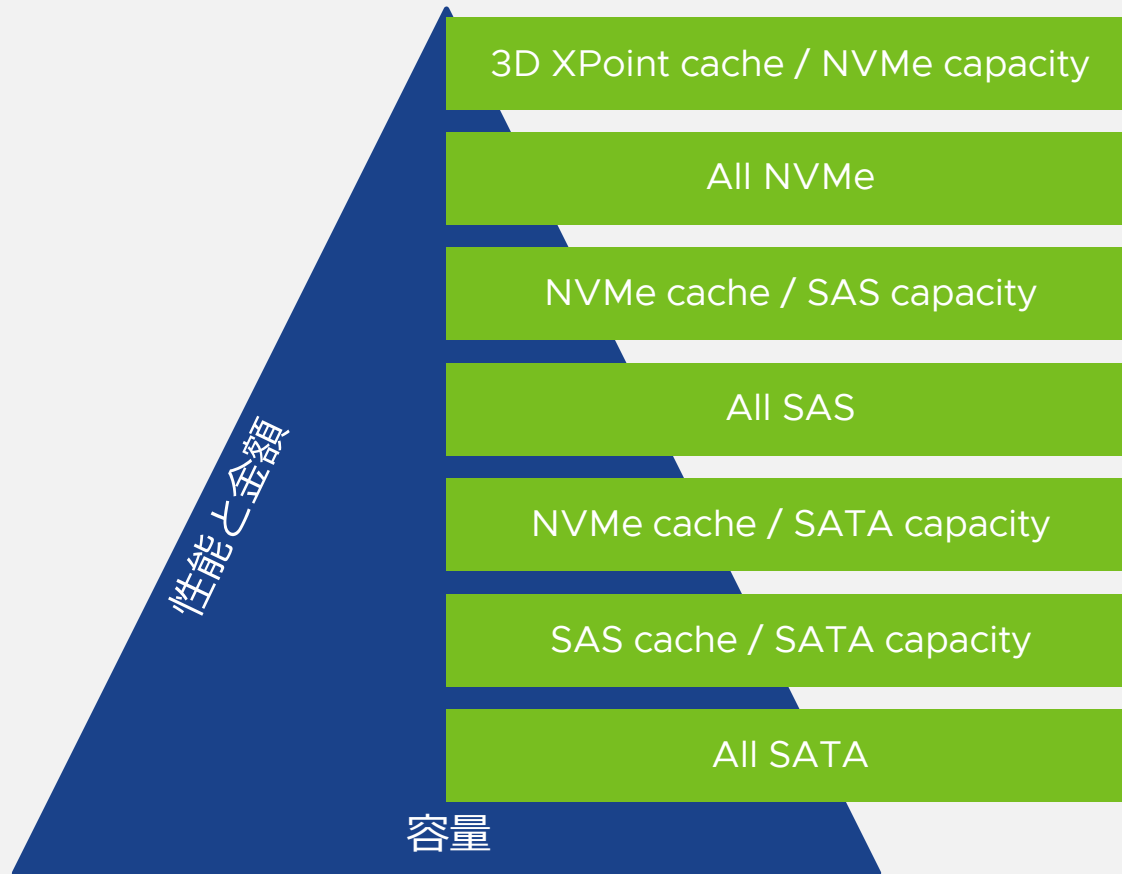 3D XPoint cache / NVMe capacity
All NVMe
NVMe cache / SAS capacity
All SAS
NVMe cache / SATA capacity
SAS cache / SATA capacity
All SATA
性能と金額
容量